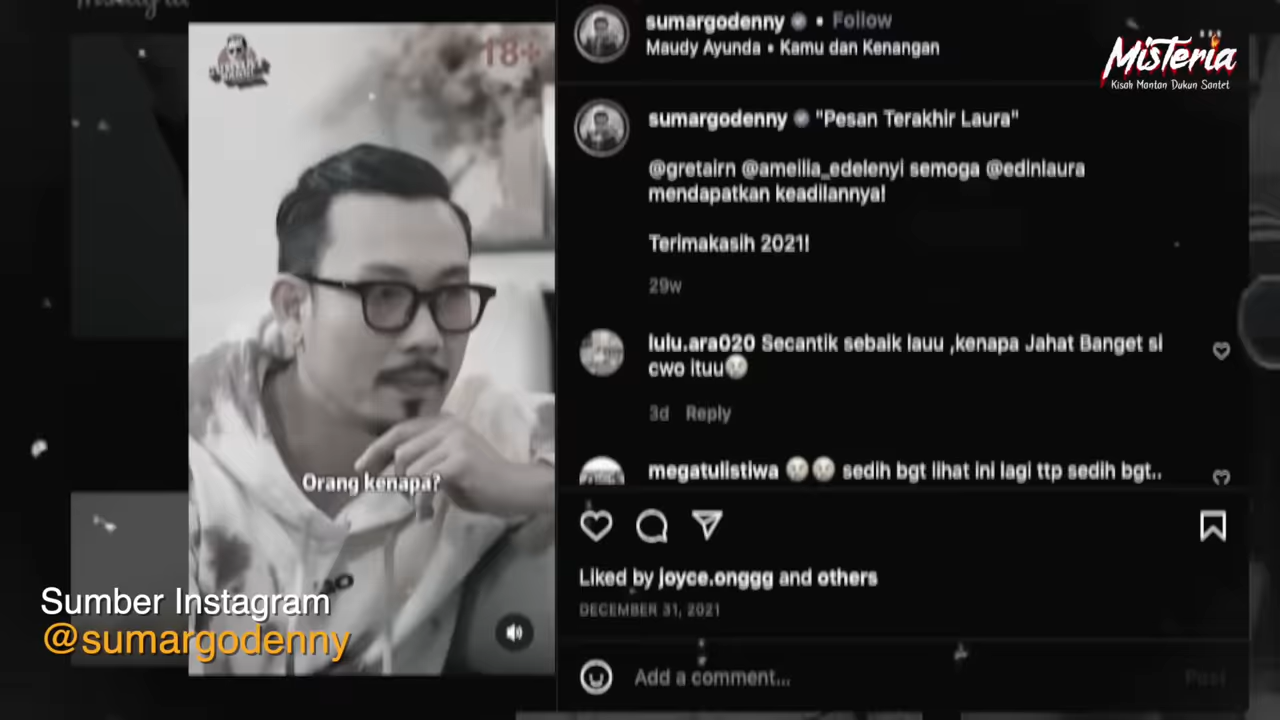 18+
sumargodenny • Follow
Maudy Ayunda • Kamu dan Kenangan
Misteria
Kisah Mantan Dukun Santet
sumargodenny "Pesan Terakhir Laura"
@gretairn @ameilia_edelenyi semoga @edlnlaura
mendapatkan keadilannya!
Terimakasih 2021!
29w
lulu.ara020 Secantik sebaik lauu ,kenapa Jahat Banget si
cwo ituu
3d Reply
megatulistiwa sedih bgt lihat ini lagi ttp sedih bgt..
Orang kenapa?
Liked by joyce.onggg and others
DECEMBER 31, 2021
Add a comment...
Post
Sumber Instagram
@sumargodenny